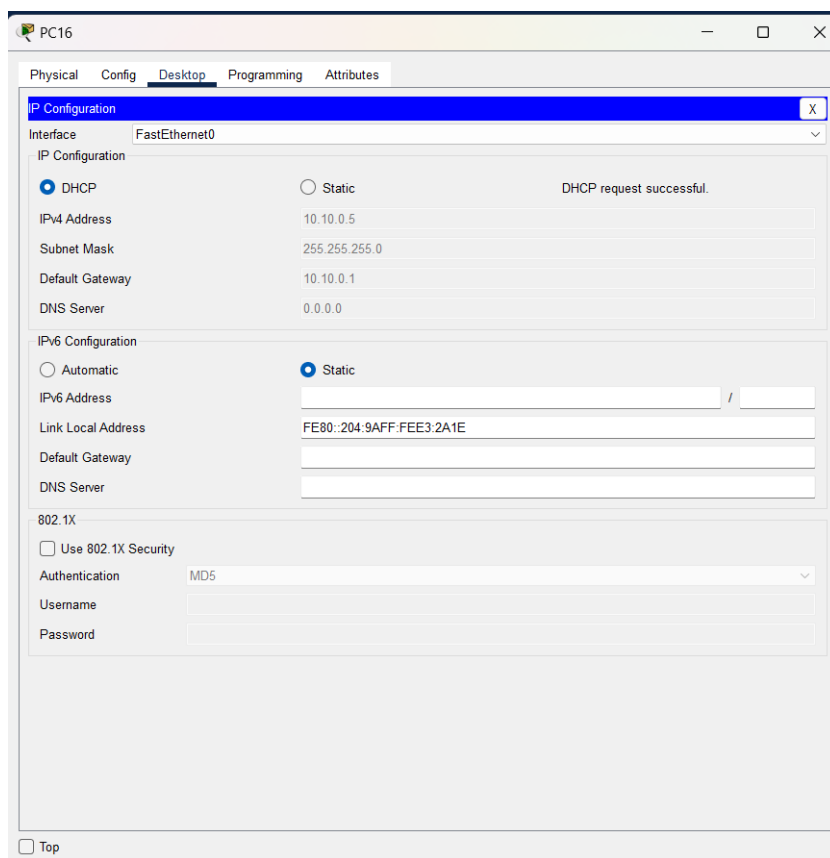 PC16
Physical Config Desktop Programming Attributes
IP Configuration X
Interface FastEthernet0
IP Configuration
DHCP Static DHCP request successful.
IPv4 Address 10.10.0.5
Subnet Mask 255.255.255.0
Default Gateway 10.10.0.1
DNS Server 0.0.0.0
IPv6 Configuration
Automatic Static
IPv6 Address /
Link Local Address FE80::204:9AFF:FEE3:2A1E
Default Gateway
DNS Server
802.1X
Use 802.1X Security
Authentication MD5
Username
Password
Top